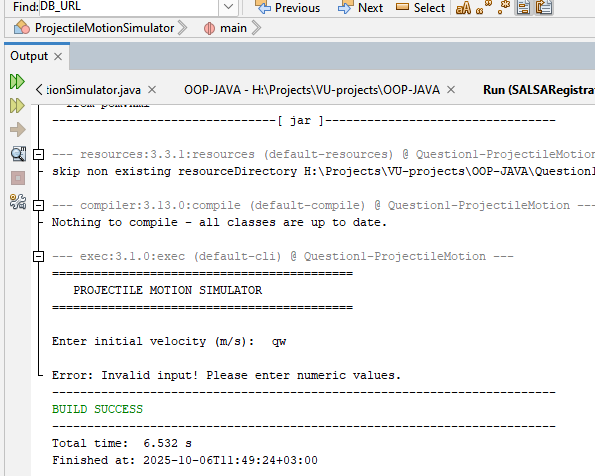 Find: DB_URL
Previous Next Select
ProjectileMotionSimulator main
Output
tionSimulator.java OOP-JAVA - H:\Projects\VU-projects\OOP-JAVA Run (SALSARegistra
from pom.xml
--------------------------------[ jar ]---------------------------------
--- resources:3.3.1:resources (default-resources) @ Question1-ProjectileMotion
skip non existing resourceDirectory H:\Projects\VU-projects\OOP-JAVA\Question1
--- compiler:3.13.0:compile (default-compile) @ Question1-ProjectileMotion ---
Nothing to compile - all classes are up to date.
--- exec:3.1.0:exec (default-cli) @ Question1-ProjectileMotion ---
===========================================
PROJECTILE MOTION SIMULATOR
===========================================
Enter initial velocity (m/s): qw
Error: Invalid input! Please enter numeric values.
------------------------------------------------------------------------
BUILD SUCCESS
------------------------------------------------------------------------
Total time: 6.532 s
Finished at: 2025-10-06T11:49:24+03:00